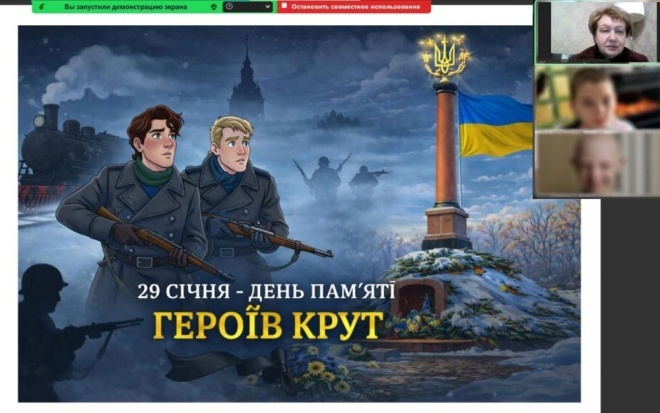 Вы запустили демонстрацию экрана
Остановить совместное использование
29 СІЧНЯ - ДЕНЬ ПАМ´ЯТІ
ГЕРОЇВ КРУТ